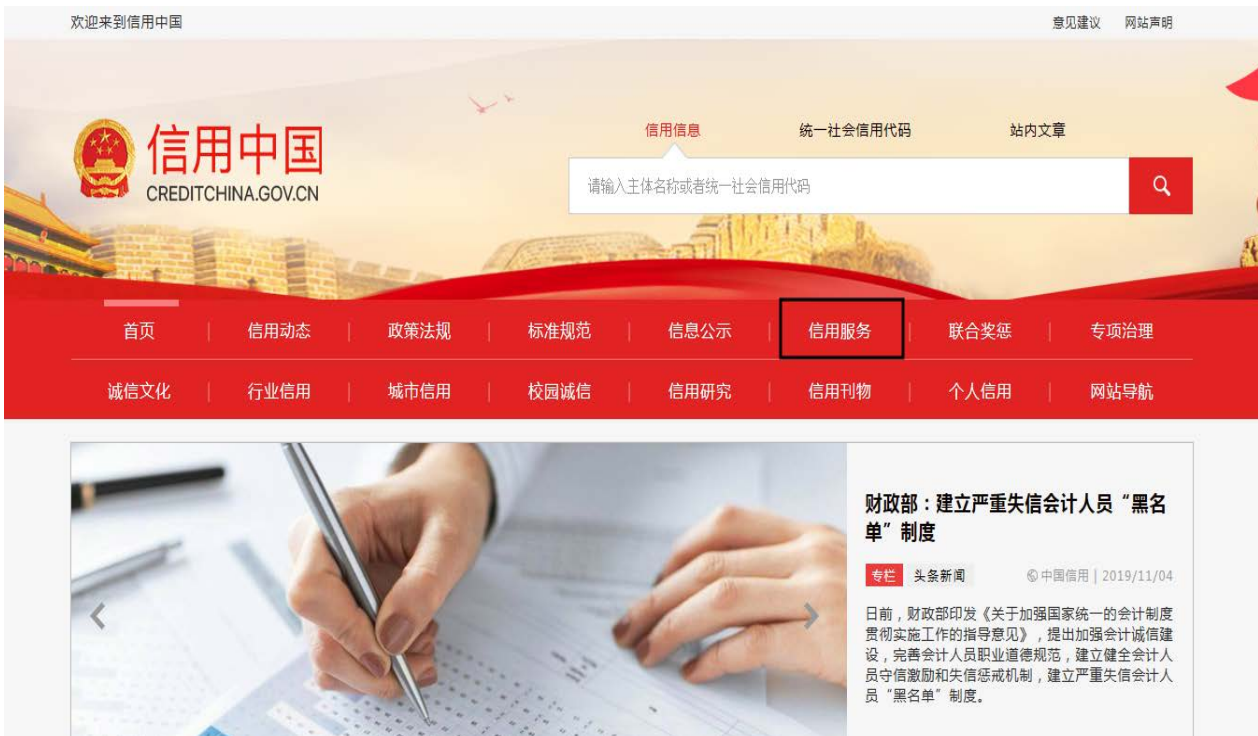 欢迎来到信用中国
意见建议 网站声明
信用中国
CREDITCHINA.GOV.CN
信用信息 统一社会信用代码 站内文章
请输入主体名称或者统一社会信用代码
首页 信用动态 政策法规 标准规范 信息公示 信用服务 联合奖惩 专项治理
诚信文化 行业信用 城市信用 校园诚信 信用研究 信用刊物 个人信用 网站导航
财政部：建立严重失信会计人员“黑名
单”制度
专栏 头条新闻 中国信用 | 2019/11/04
日前，财政部印发《关于加强国家统一的会计制度
贯彻实施工作的指导意见》，提出加强会计诚信建
设，完善会计人员职业道德规范，建立健全会计人
员守信激励和失信惩戒机制，建立严重失信会计人
员“黑名单”制度。